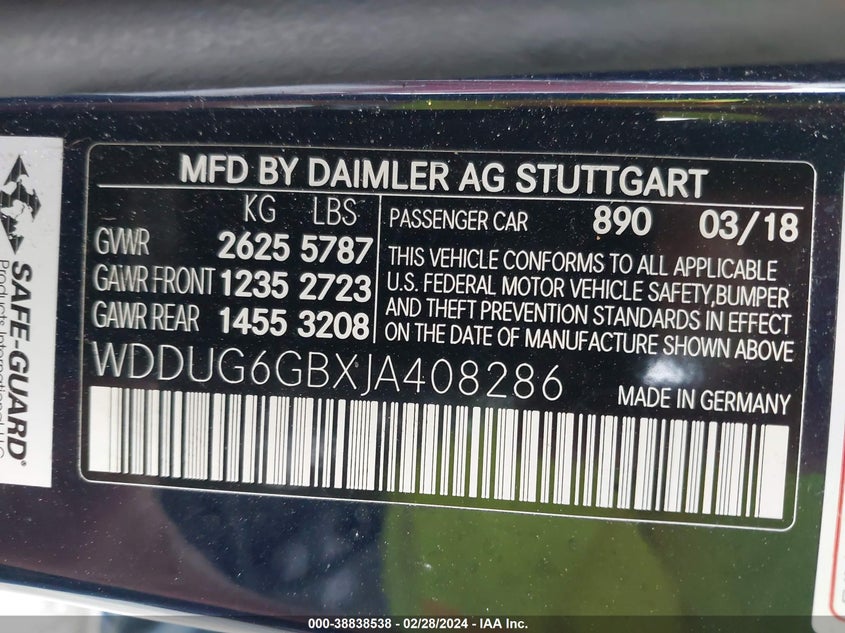 MFD BY DAIMLER AG STUTTGART
KG LBS
GVWR 2625 5787
GAWR FRONT 1235 2723
GAWR REAR 1455 3208
PASSENGER CAR 890 03/18
THIS VEHICLE CONFORMS TO ALL APPLICABLE
U.S. FEDERAL MOTOR VEHICLE SAFETY,BUMPER
AND THEFT PREVENTION STANDARDS IN EFFECT
ON THE DATE OF MANUFACTURE SHOWN ABOVE
WDDUG6GBXJA408286
MADE IN GERMANY
SAFE-GUARD®
Products International, LLC
000-38838538 - 02/28/2024 - IAA Inc.